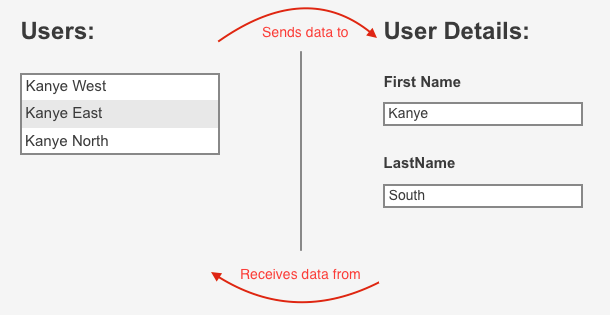 Users:
Sends data to
User Details:
Kanye West
Kanye East
Kanye North
First Name
Kanye
LastName
South
Receives data from